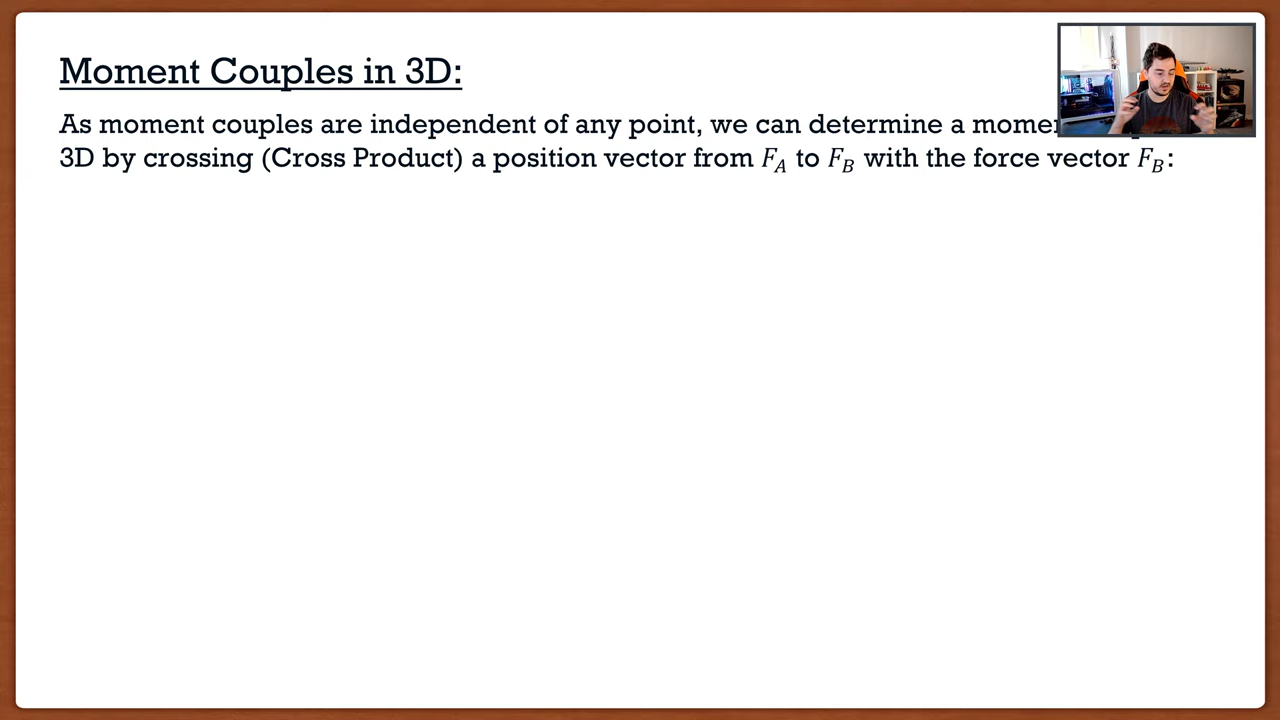 Moment Couples in 3D:
As moment couples are independent of any point, we can determine a
3D by crossing (Cross Product) a position vector from F_A to F_B with the force vector F_B: